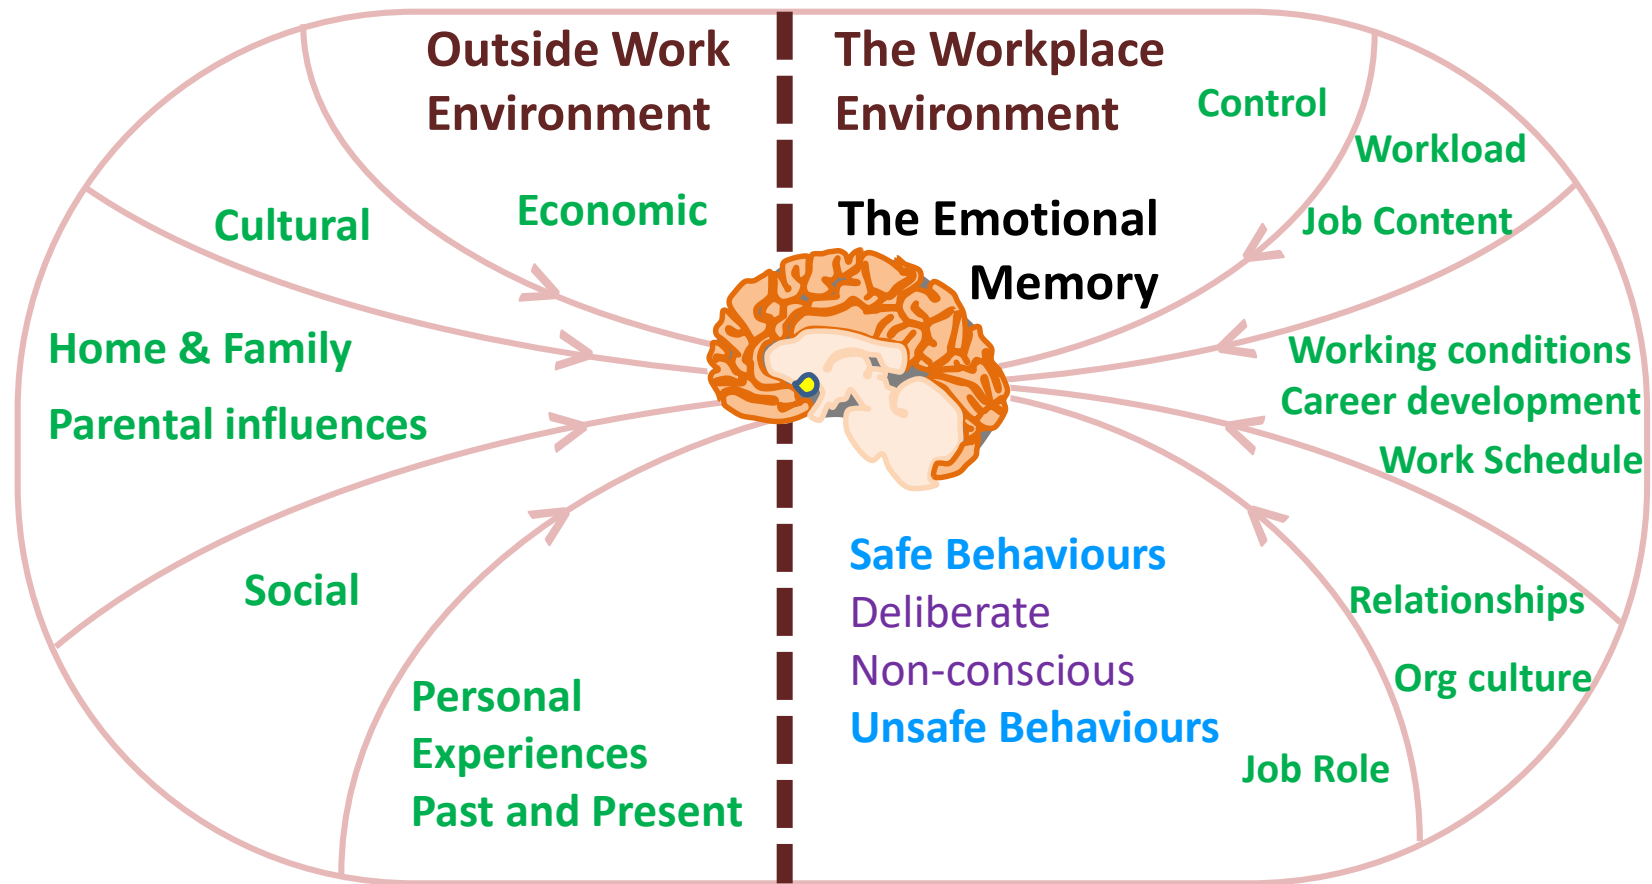 Outside Work
Environment
Economic
Cultural
Home & Family
Parental influences
Social
Personal
Experiences
Past and Present
The Workplace
Environment
The Emotional
Memory
Control
Workload
Job Content
Working conditions
Career development
Work Schedule
Relationships
Org culture
Job Role
Safe Behaviours
Deliberate
Non-conscious
Unsafe Behaviours